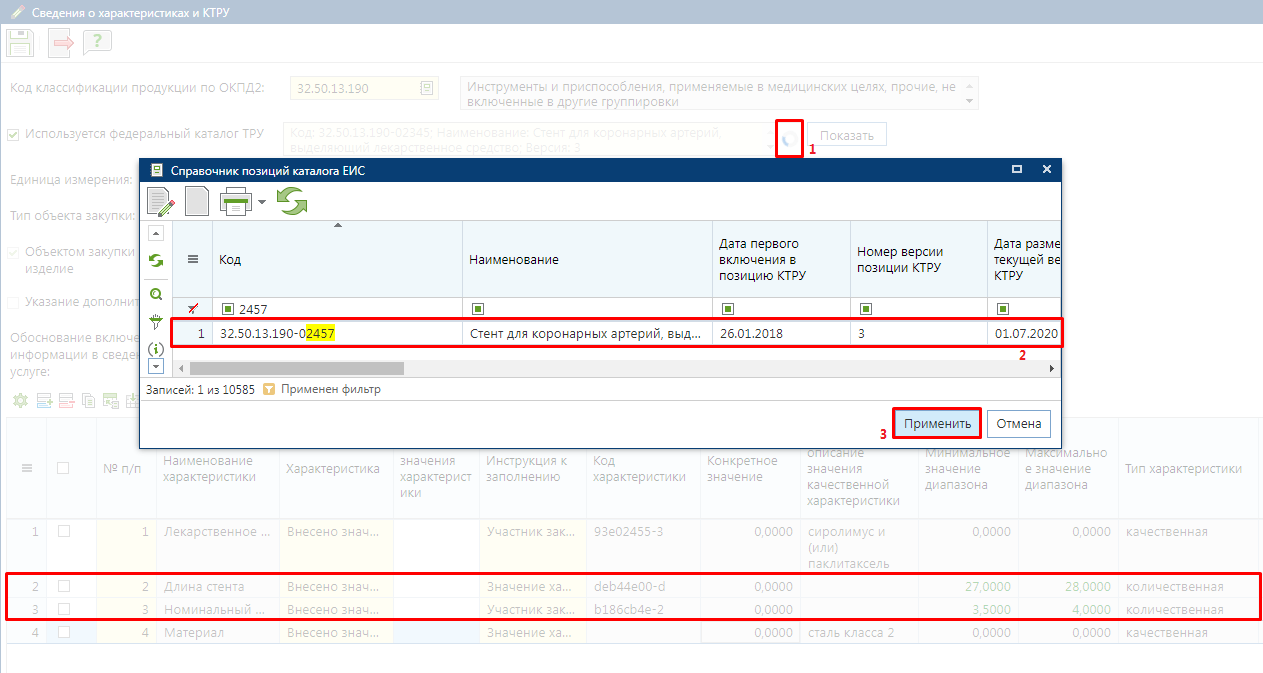 Сведения о характеристиках и КТРУ
?
Код классификации продукции по ОКПД2:
32.50.13.190
Инструменты и приспособления, применяемые в медицинских целях, прочие, не
включенные в другие группировки
Используется федеральный каталог ТРУ
Код: 32.50.13.190-02345; Наименование: Стент для коронарных артерий,
выделяющий лекарственное средство; Версия: 3
1
Показать
Единица измерения:
Тип объекта закупки:
Объектом закупки
изделие
Указание дополнит
Обоснование включе
информации в сведен
услуге:
Справочник позиций каталога ЕИС
Код
Наименование
Дата первого
включения в
позицию КТРУ
Номер версии
позиции КТРУ
Дата разме
текущей ве
КТРУ
2457
1
32.50.13.190-02457
Стент для коронарных артерий, выд...
26.01.2018
3
01.07.2020
2
Записей: 1 из 10585
Применен фильтр
3
Применить
Отмена
№ п/п
Наименование
характеристики
Характеристика
значения
характерист
ики
Инструкция к
заполнению
Код
характеристики
Конкретное
значение
описание
значения
качественной
характеристики
Минимальное
значение
диапазона
Максимально
е значение
диапазона
Тип характеристики
1
1
Лекарственное ...
Внесено знач...
Участник зак...
93e02455-3
0,0000
сиролимус и
(или)
паклитаксель
0,0000
0,0000
качественная
2
2
Длина стента
Внесено знач...
Значение ха...
deb44e00-d
0,0000
27,0000
28,0000
количественная
3
3
Номинальный ...
Внесено знач...
Участник зак...
b186cb4e-2
0,0000
3,5000
4,0000
количественная
4
4
Материал
Внесено знач...
Значение ха...
0,0000
сталь класса 2
0,0000
0,0000
качественная